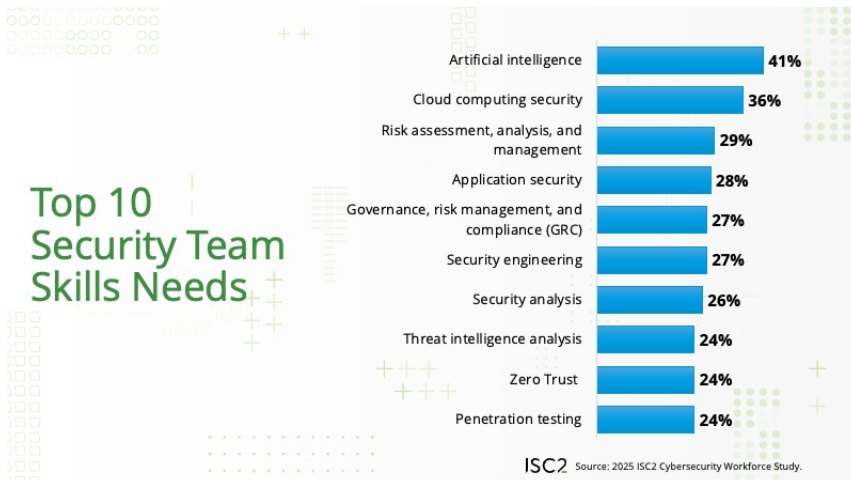 Top 10
Security Team
Skills Needs
Artificial intelligence 41%
Cloud computing security 36%
Risk assessment, analysis, and
management 29%
Application security 28%
Governance, risk management, and
compliance (GRC) 27%
Security engineering 27%
Security analysis 26%
Threat intelligence analysis 24%
Zero Trust 24%
Penetration testing 24%
ISC2 Source: 2025 ISC2 Cybersecurity Workforce Study.